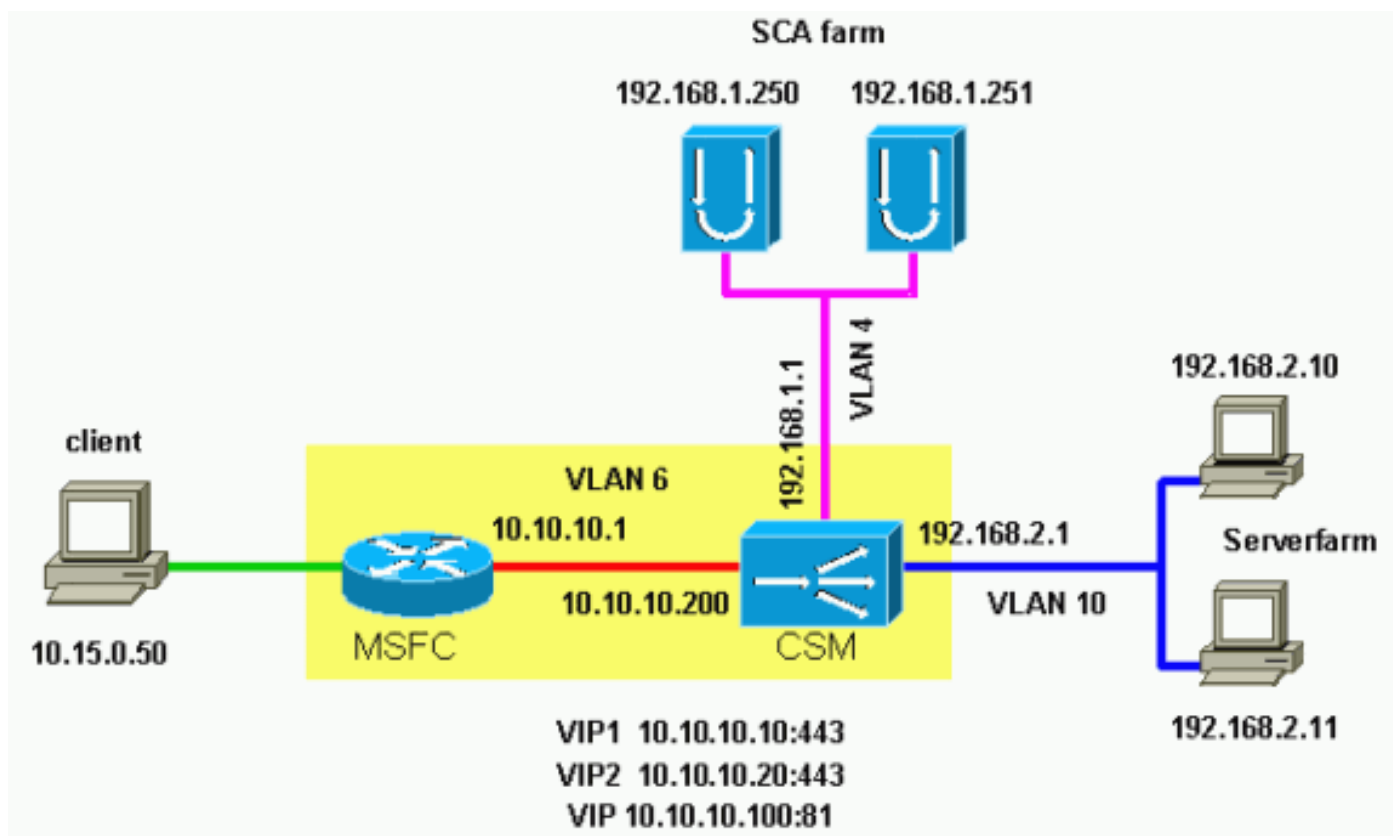 SCA farm
192.168.1.250
192.168.1.251
192.168.1.1
VLAN 4
192.168.2.10
client
VLAN 6
10.10.10.1
192.168.2.1
Serverfarm
10.10.10.200
VLAN 10
10.15.0.50
MSFC
CSM
192.168.2.11
VIP1 10.10.10.10:443
VIP2 10.10.10.20:443
VIP 10.10.10.100:81